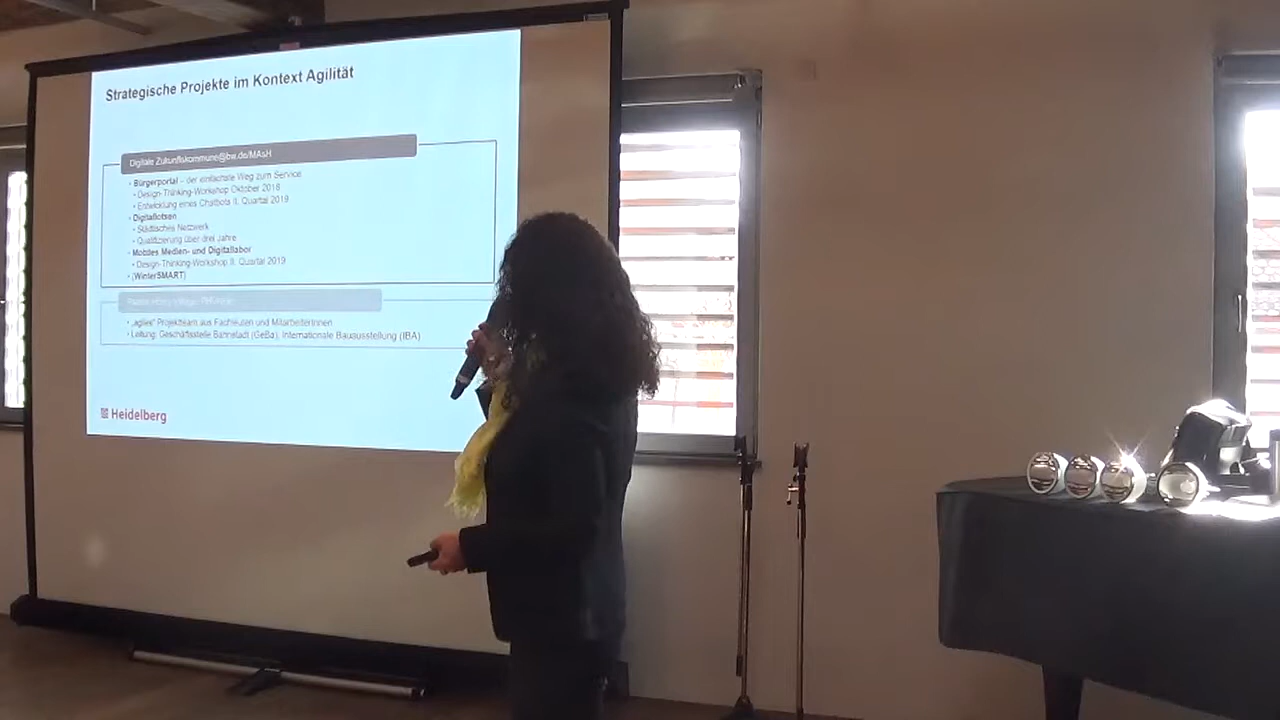 Strategische Projekte im Kontext Agilität
Digitale Zukunftskommune@bw.de/MAsH
• Bürgerportal – der einfachste Weg zum Service
• Design-Thinking-Workshop Oktober 2018
• Entwicklung eines Chatbots II. Quartal 2019
• Digitallotsen
• Städtisches Netzwerk
• Qualifizierung über drei Jahre
• Mobiles Medien- und Digitallabor
• Design-Thinking-Workshop II. Quartal 2019
• (WinterSMART)
• „agiles“ Projektteam aus Fachleuten und MitarbeiterInnen
• Leitung: Geschäftsstelle Bahnstadt (GeBa), Internationale Bauausstellung (IBA)
Heidelberg